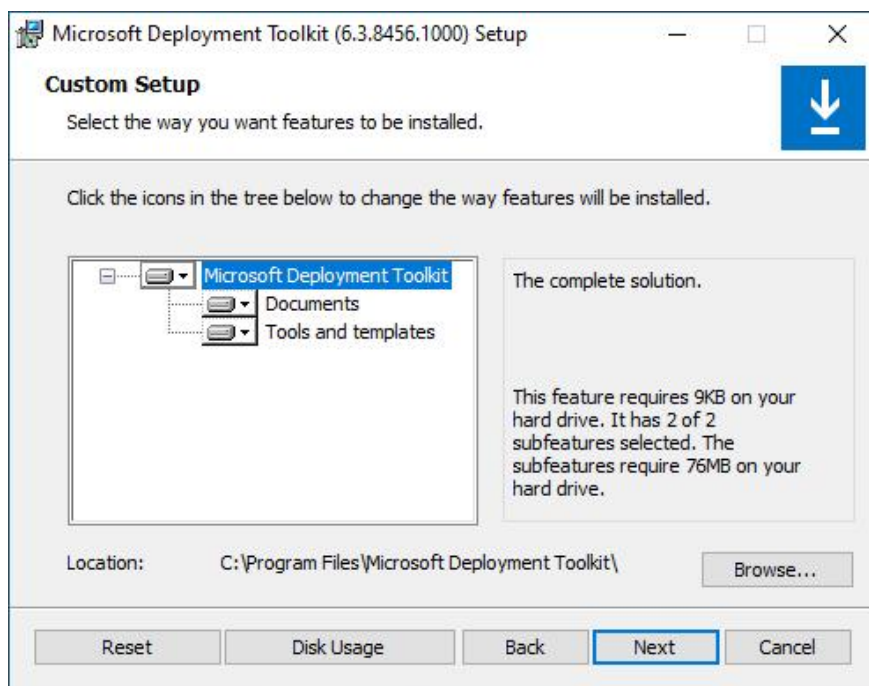 Microsoft Deployment Toolkit (6.3.8456.1000) Setup
Custom Setup
Select the way you want features to be installed.
Click the icons in the tree below to change the way features will be installed.
Microsoft Deployment Toolkit
Documents
Tools and templates
The complete solution.
This feature requires 9KB on your
hard drive. It has 2 of 2
subfeatures selected. The
subfeatures require 76MB on your
hard drive.
Location: C:\Program Files\Microsoft Deployment Toolkit\
Browse...
Reset Disk Usage Back Next Cancel